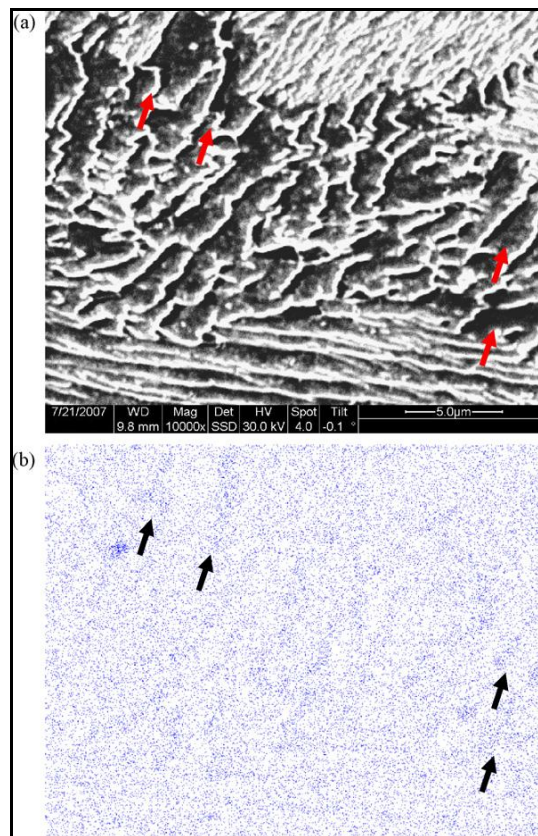 (a)
7/21/2007 WD Mag Det HV Spot Tilt 5.0µm
9.8 mm 10000x SSD 30.0 kV 4.0 -0.1 °
(b)